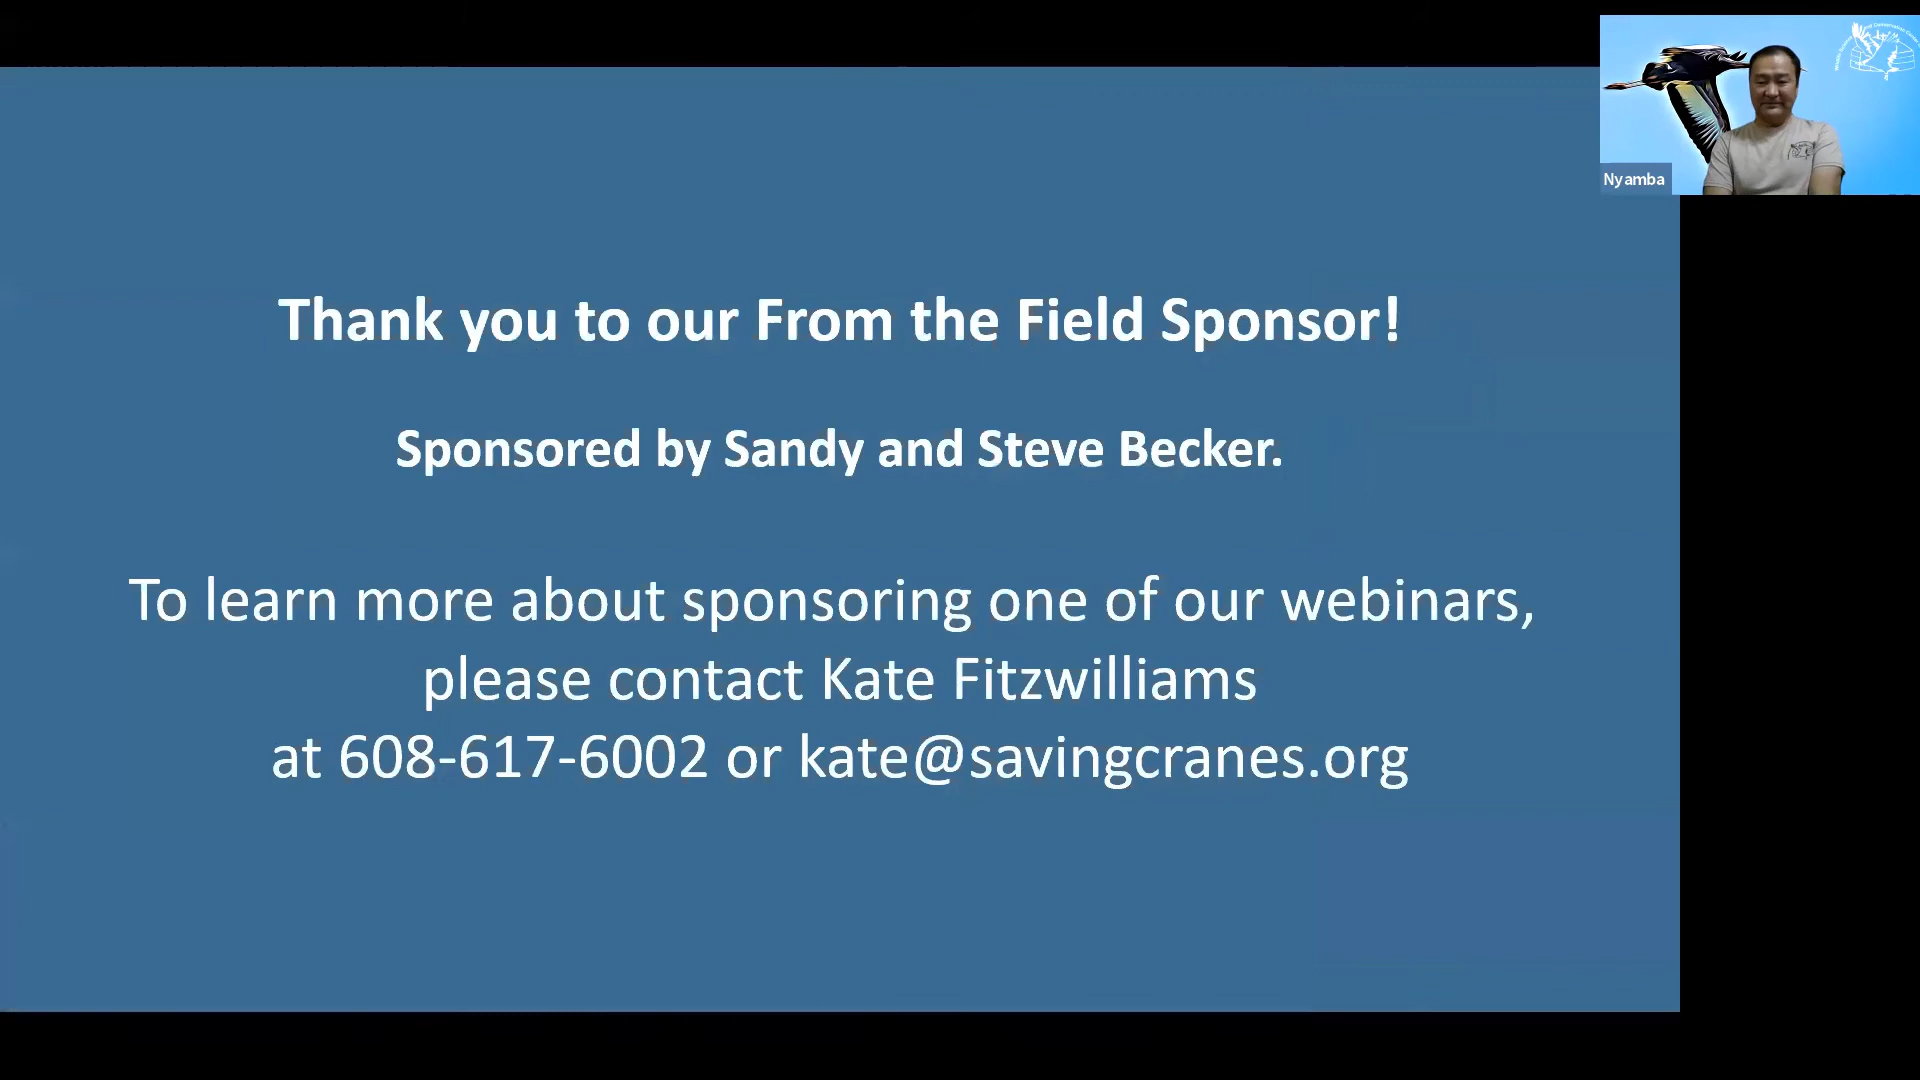 Thank you to our From the Field Sponsor!
Sponsored by Sandy and Steve Becker.
To learn more about sponsoring one of our webinars,
please contact Kate Fitzwilliams
at 608-617-6002 or kate@savingcranes.org
Nyamba